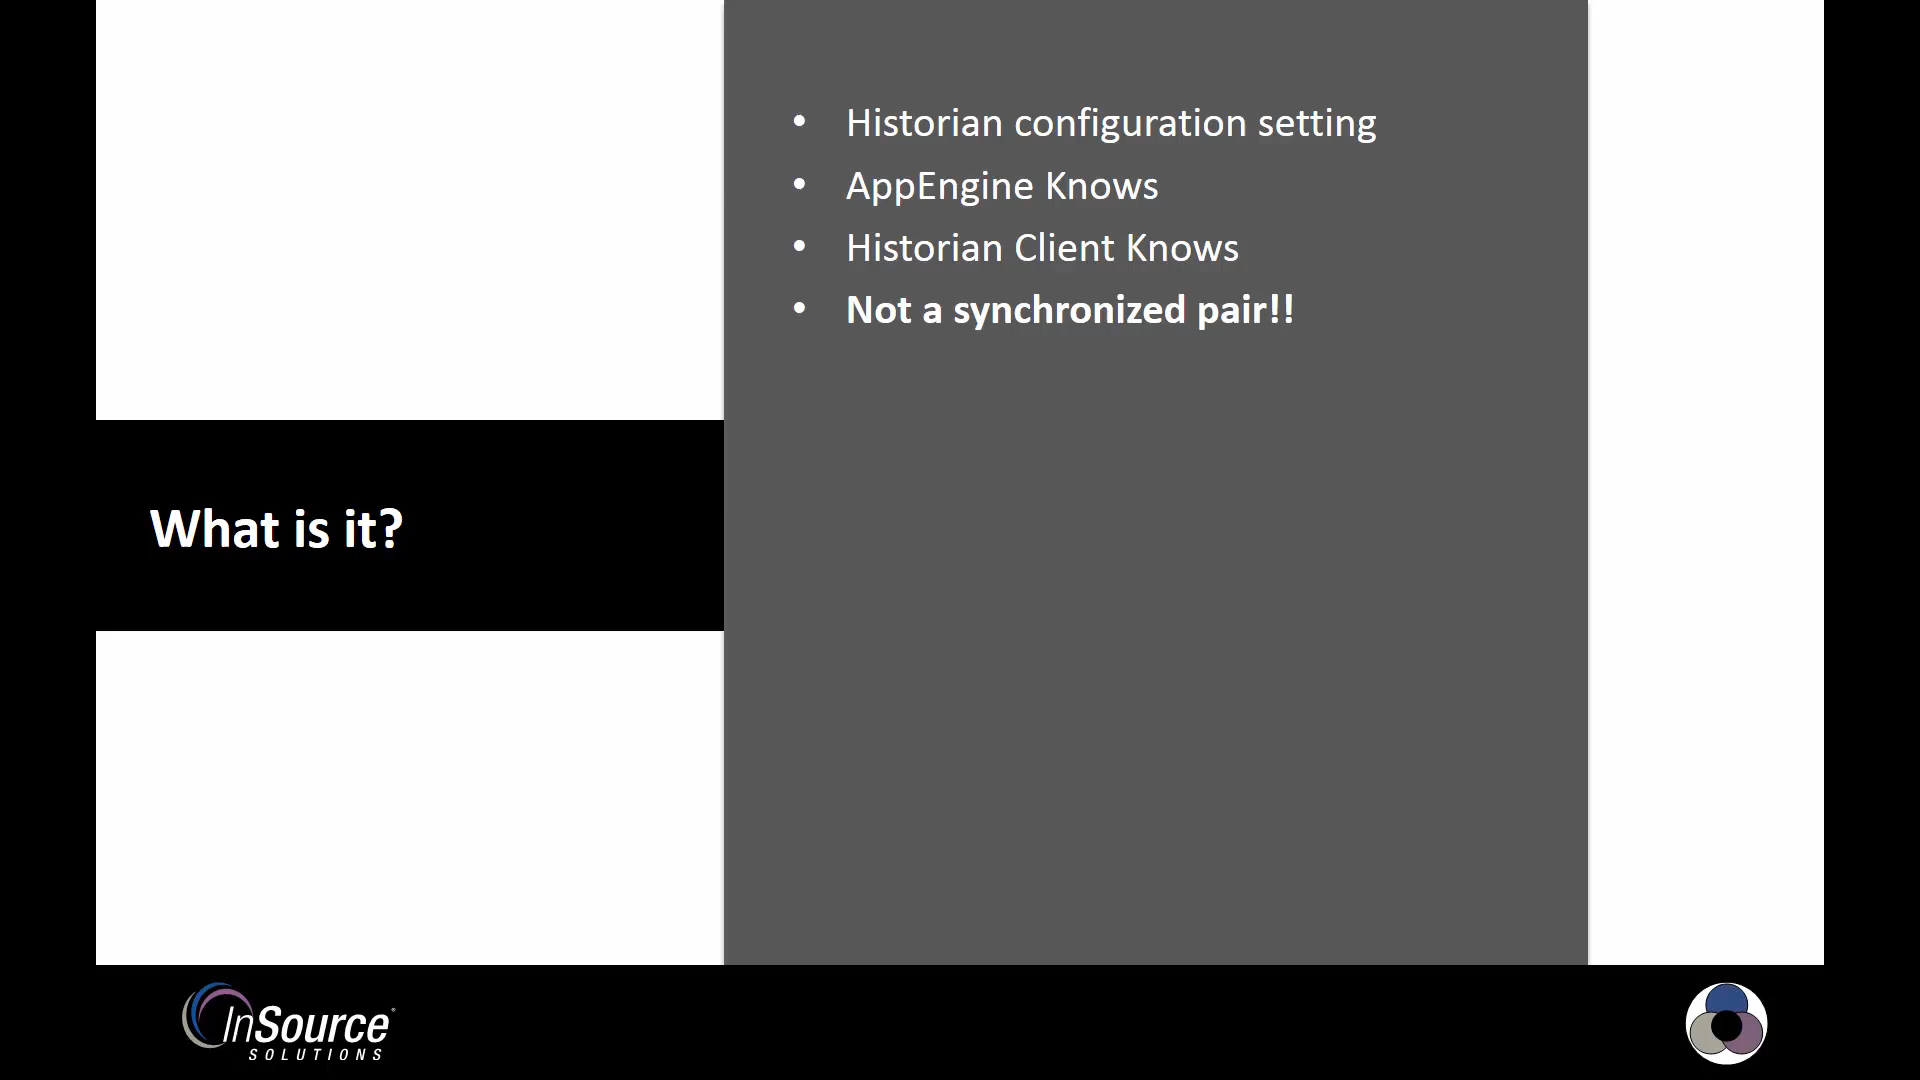 • Historian configuration setting
• AppEngine Knows
• Historian Client Knows
• Not a synchronized pair!!
What is it?
InSource
SOLUTIONS